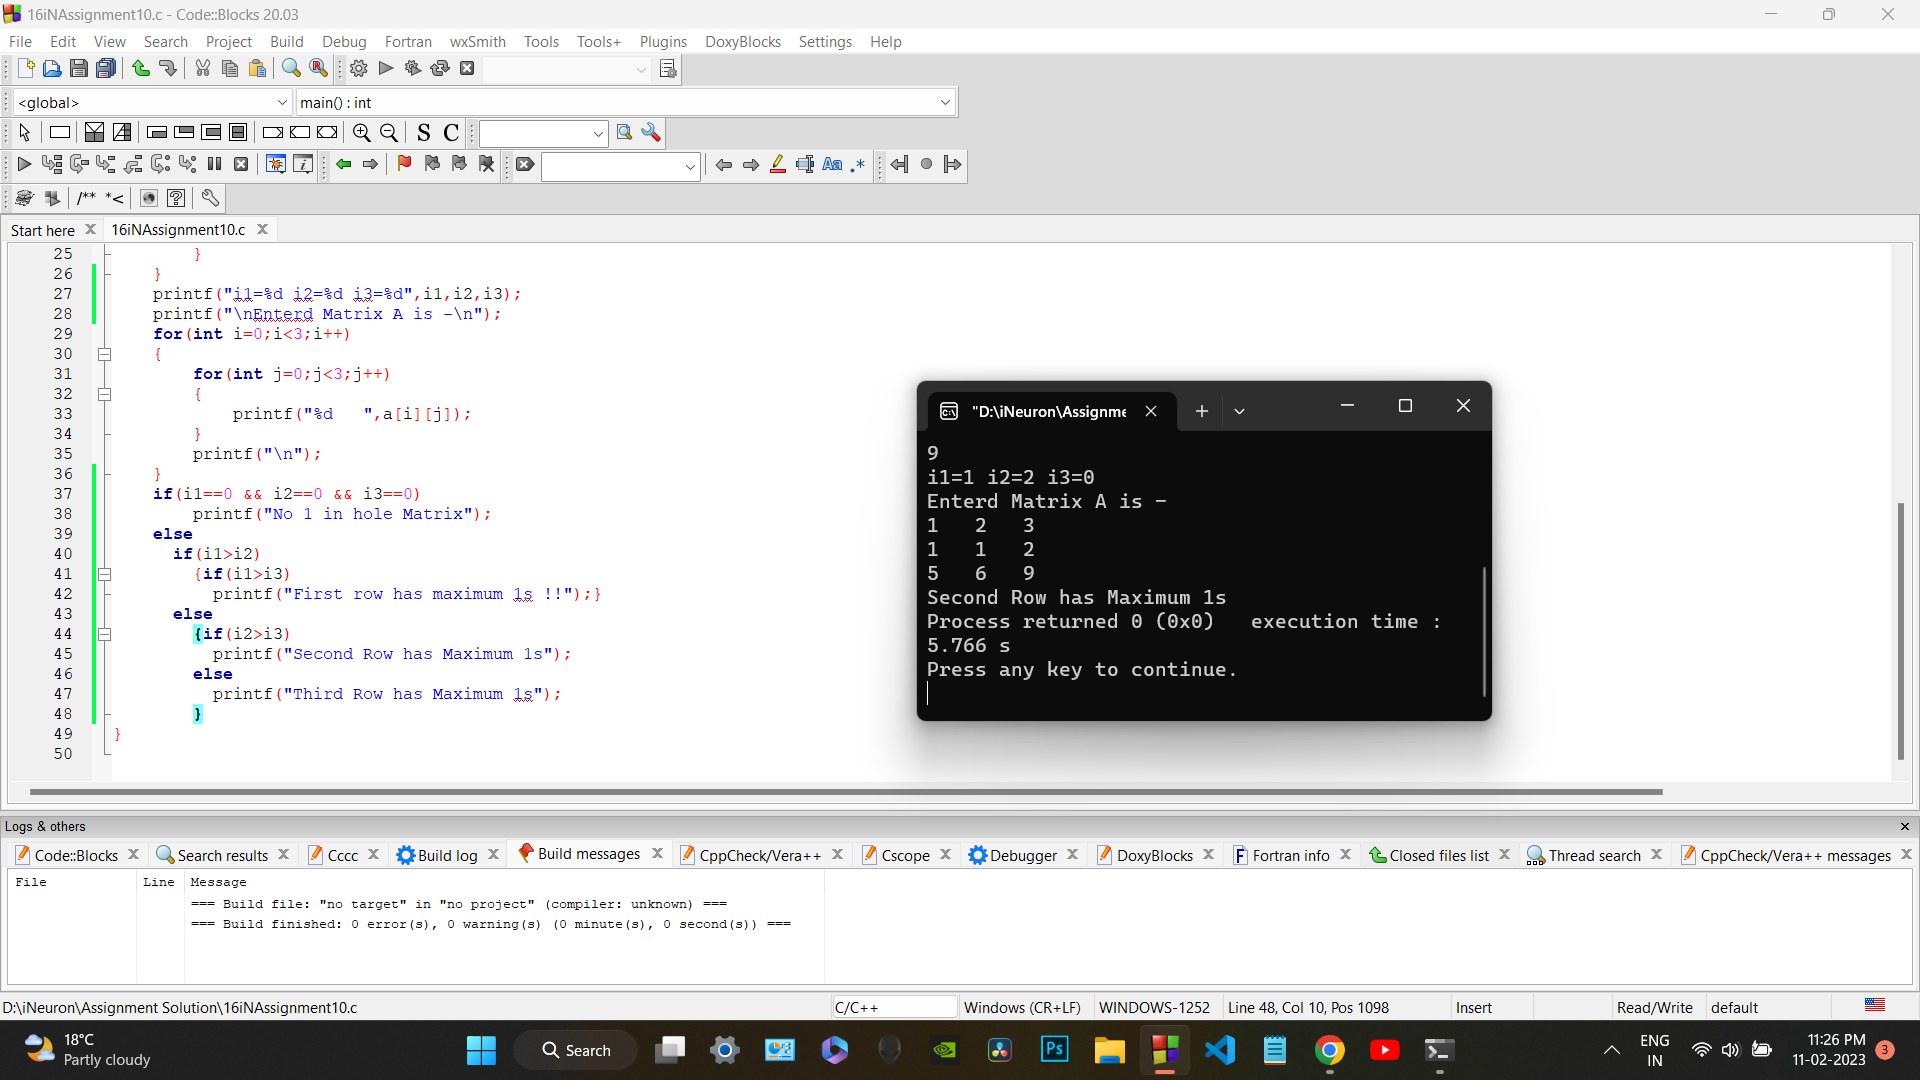 16iNAssignment10.c - Code::Blocks 20.03
File Edit View Search Project Build Debug Fortran wxSmith Tools Tools+ Plugins DoxyBlocks Settings Help
<global> main() : int
S C
Aa .*
/** *<
Start here 16iNAssignment10.c
25 }
26 }
27 printf("i1=%d i2=%d i3=%d",i1,i2,i3);
28 printf("\nEnterd Matrix A is -\n");
29 for(int i=0;i<3;i++)
30 {
31 for(int j=0;j<3;j++)
32 {
33 printf("%d   ",a[i][j]);
34 }
35 printf("\n");
36 }
37 if(i1==0 && i2==0 && i3==0)
38 printf("No 1 in hole Matrix");
39 else
40 if(i1>i2)
41 {if(i1>i3)
42 printf("First row has maximum 1s !!");}
43 else
44 {if(i2>i3)
45 printf("Second Row has Maximum 1s");
46 else
47 printf("Third Row has Maximum 1s");
48 }
49 }
50
"D:\iNeuron\Assignme
9
i1=1 i2=2 i3=0
Enterd Matrix A is -
1 2 3
1 1 2
5 6 9
Second Row has Maximum 1s
Process returned 0 (0x0)   execution time :
5.766 s
Press any key to continue.
Logs & others
Code::Blocks Search results Cccc Build log Build messages CppCheck/Vera++ Cscope Debugger DoxyBlocks Fortran info Closed files list Thread search CppCheck/Vera++ messages
File Line Message
=== Build file: "no target" in "no project" (compiler: unknown) ===
=== Build finished: 0 error(s), 0 warning(s) (0 minute(s), 0 second(s)) ===
D:\iNeuron\Assignment Solution\16iNAssignment10.c C/C++ Windows (CR+LF) WINDOWS-1252 Line 48, Col 10, Pos 1098 Insert Read/Write default
18°C
Partly cloudy
Search
Ps
ENG
IN
11:26 PM
11-02-2023
3